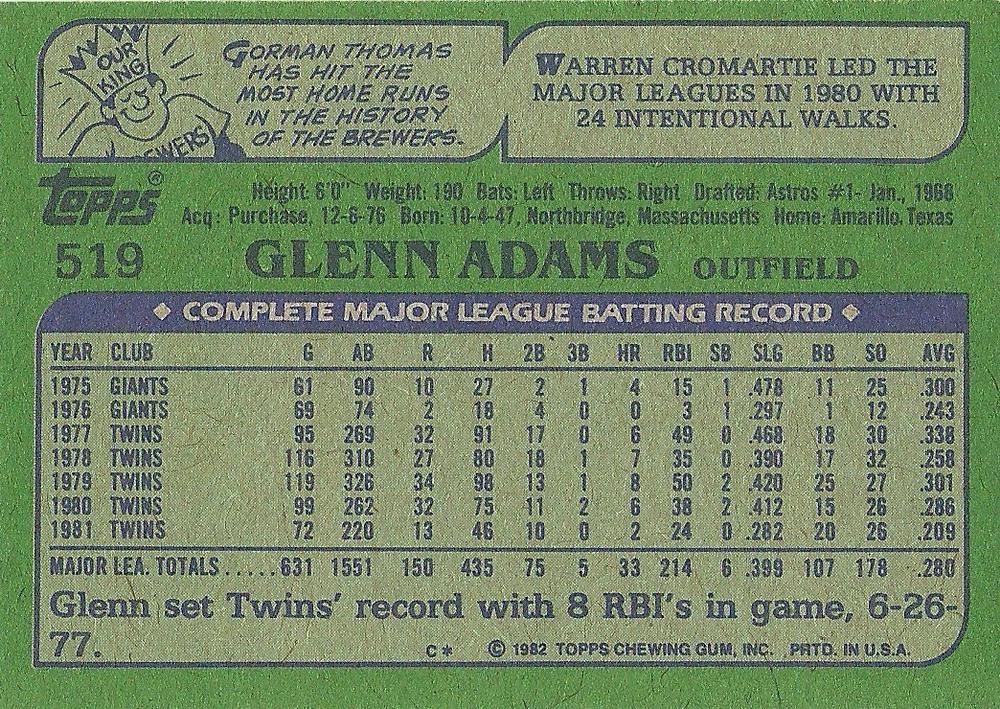 OUR
KING
EWERS
GORMAN THOMAS
HAS HIT THE
MOST HOME RUNS
IN THE HISTORY
OF THE BREWERS.
WARREN CROMARTIE LED THE
MAJOR LEAGUES IN 1980 WITH
24 INTENTIONAL WALKS.
topps®
Height: 6'0" Weight: 190 Bats: Left Throws: Right Drafted: Astros #1- Jan., 1968
Acq: Purchase, 12-6-76 Born: 10-4-47, Northbridge, Massachusetts Home: Amarillo, Texas
519 GLENN ADAMS OUTFIELD
COMPLETE MAJOR LEAGUE BATTING RECORD
YEAR CLUB G AB R H 2B 3B HR RBI SB SLG BB SO AVG
1975 GIANTS 61 90 10 27 2 1 4 15 1 .478 11 25 .300
1976 GIANTS 69 74 2 18 4 0 0 3 1 .297 1 12 .243
1977 TWINS 95 269 32 91 17 0 6 49 0 .468 18 30 .338
1978 TWINS 116 310 27 80 18 1 7 35 0 .390 17 32 .258
1979 TWINS 119 326 34 98 13 1 8 50 2 .420 25 27 .301
1980 TWINS 99 262 32 75 11 2 6 38 2 .412 15 26 .286
1981 TWINS 72 220 13 46 10 0 2 24 0 .282 20 26 .209
MAJOR LEA. TOTALS.....631 1551 150 435 75 5 33 214 6 .399 107 178 .280
Glenn set Twins' record with 8 RBI's in game, 6-26-
77.
C* © 1982 TOPPS CHEWING GUM, INC. PRTD. IN U.S.A.